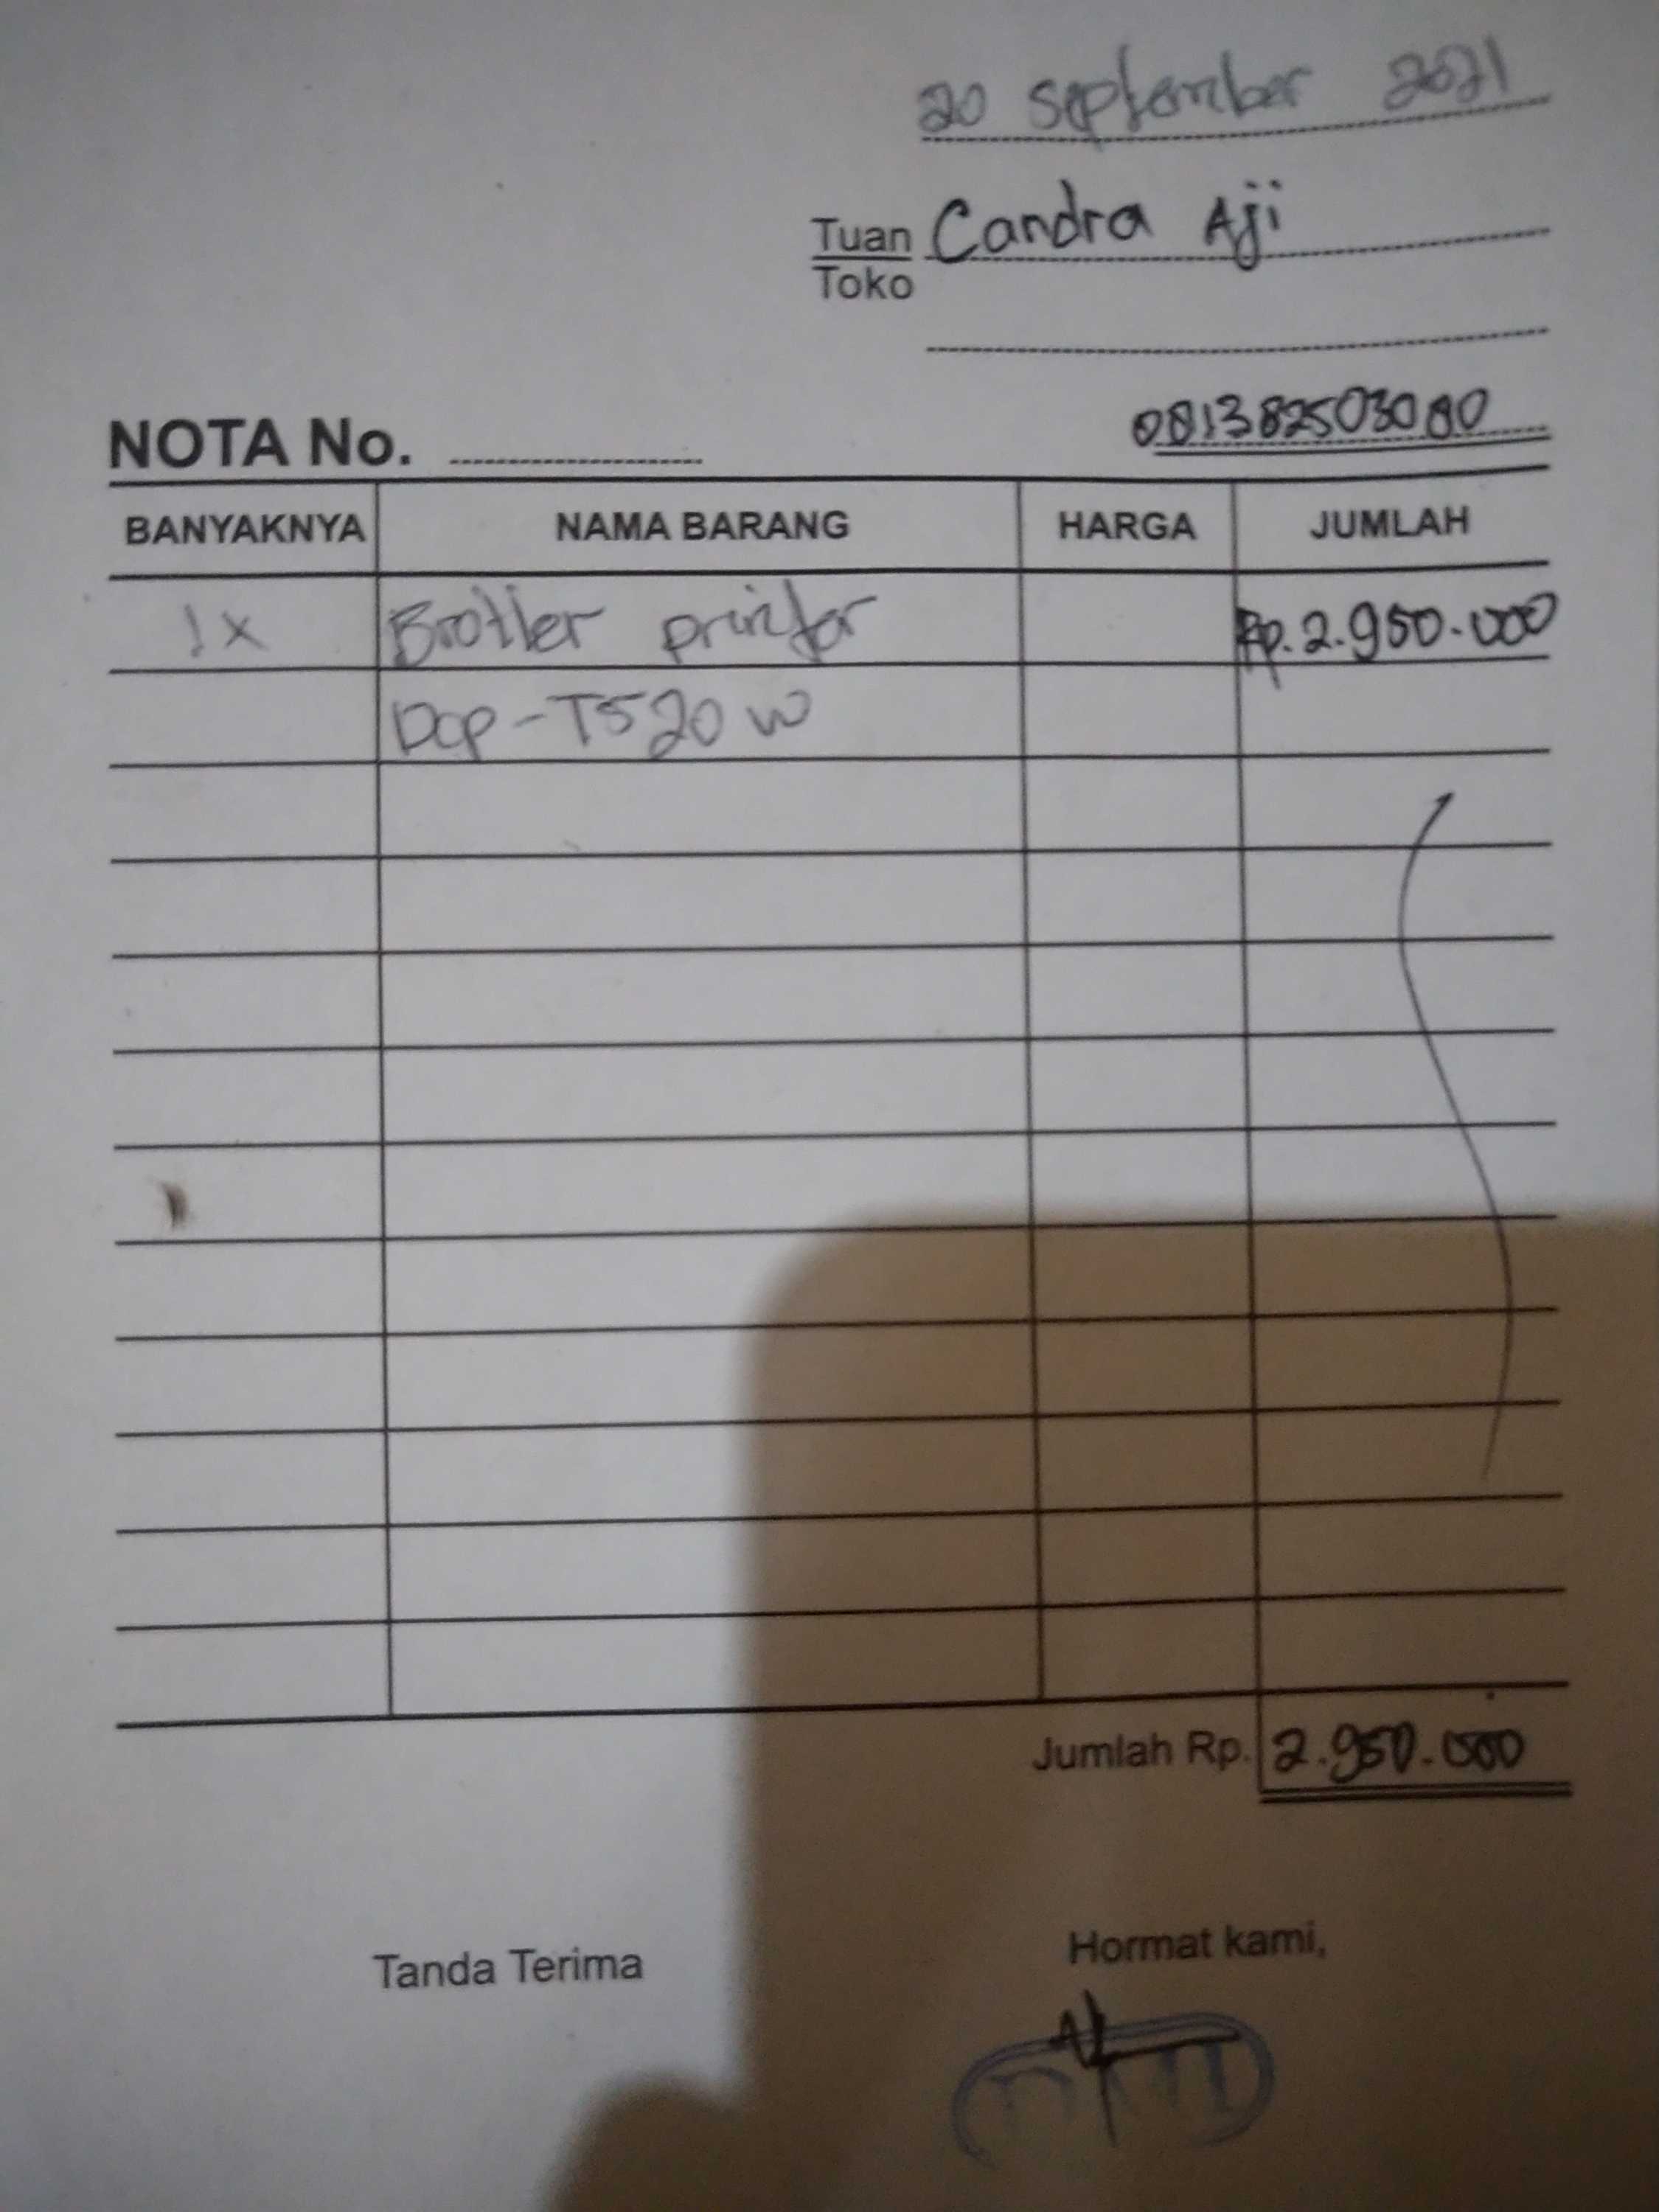 20 September 2021
Tuan Candra Aji
Toko
081382503080
NOTA No.
BANYAKNYA NAMA BARANG HARGA JUMLAH
1x Brother printer Rp. 2.950.000
Dcp-T520 w
Jumlah Rp. 2.950.000
Tanda Terima Hormat kami,